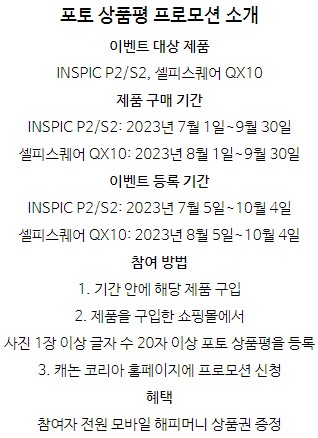 포토 상품평 프로모션 소개
이벤트 대상 제품
INSPIC P2/S2, 셀피스퀘어 QX10
제품 구매 기간
INSPIC P2/S2: 2023년 7월 1일~9월 30일
셀피스퀘어 QX10: 2023년 8월 1일~9월 30일
이벤트 등록 기간
INSPIC P2/S2: 2023년 7월 5일~10월 4일
셀피스퀘어 QX10: 2023년 8월 5일~10월 4일
참여 방법
1. 기간 안에 해당 제품 구입
2. 제품을 구입한 쇼핑몰에서
사진 1장 이상 글자 수 20자 이상 포토 상품평을 등록
3. 캐논 코리아 홈페이지에 프로모션 신청
혜택
참여자 전원 모바일 해피머니 상품권 증정